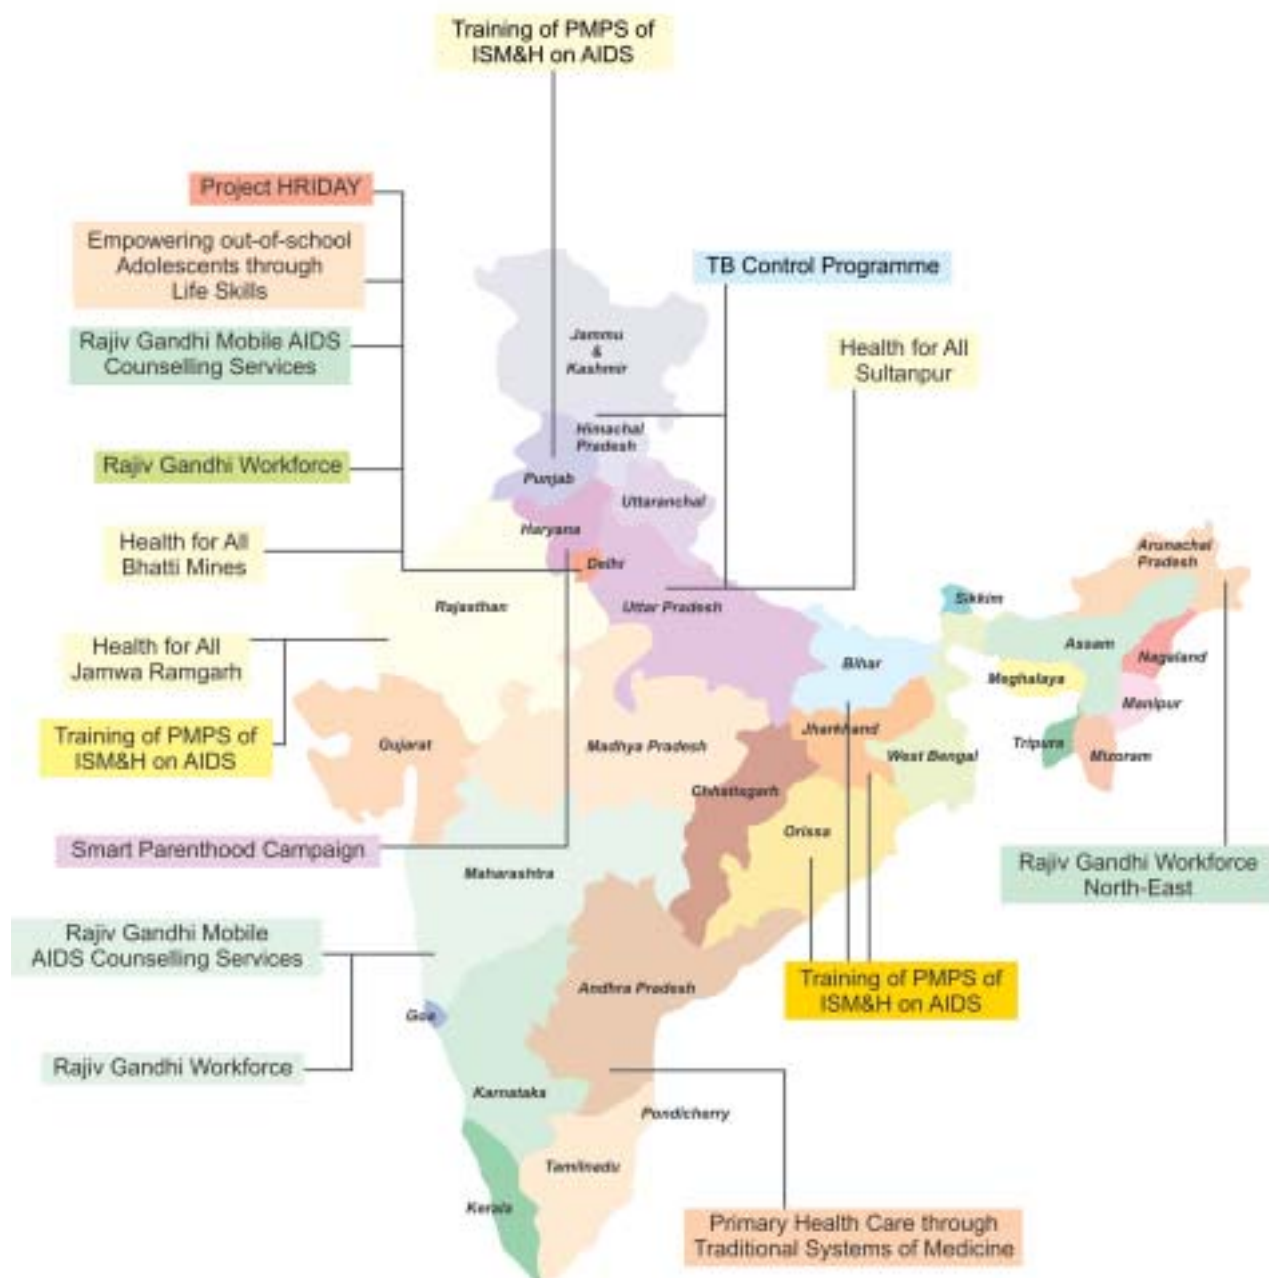 Training of PMPS of
ISM&H on AIDS
Project HRIDAY
Empowering out-of-school
Adolescents through
Life Skills
Rajiv Gandhi Mobile AIDS
Counselling Services
Rajiv Gandhi Workforce
Health for All
Bhatti Mines
Health for All
Jamwa Ramgarh
Training of PMPS of
ISM&H on AIDS
Smart Parenthood Campaign
Rajiv Gandhi Mobile
AIDS Counselling Services
Rajiv Gandhi Workforce
TB Control Programme
Health for All
Sultanpur
Jammu
&
Kashmir
Himachal
Pradesh
Punjab
Uttaranchal
Haryana
Delhi
Rajasthan
Uttar Pradesh
Bihar
Sikkim
Arunachal
Pradesh
Assam
Nagaland
Meghalaya
Manipur
Tripura
Mizoram
Gujarat
Madhya Pradesh
Jharkhand
West Bengal
Chhattisgarh
Orissa
Maharashtra
Andhra Pradesh
Goa
Karnataka
Pondicherry
Tamilnadu
Kerala
Rajiv Gandhi Workforce
North-East
Training of PMPS of
ISM&H on AIDS
Primary Health Care through
Traditional Systems of Medicine